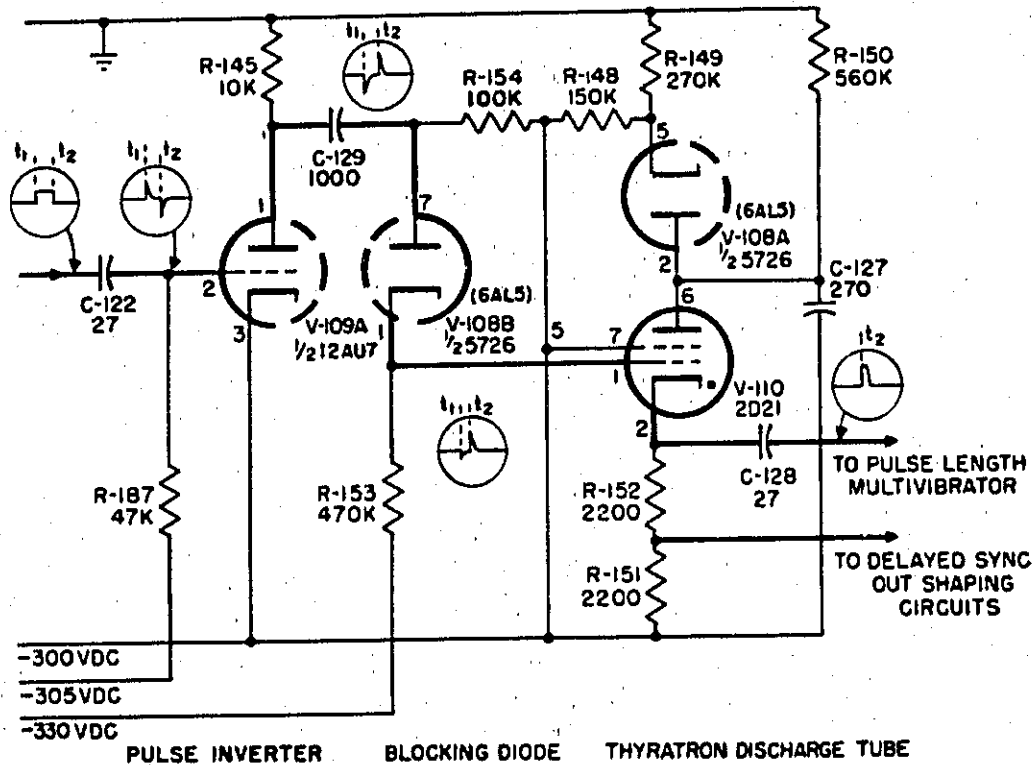 t₁ t₂
R-145
10K
R-154
100K
R-148
150K
R-149
270K
R-150
560K
C-129
1000
1
5
7
t₁ t₂
t₁ t₂
1
(6AL5)
V-108A
1/2 5726
2
C-127
270
C-122
27
2
3
V-109A
1/2 12AU7
1
(6AL5)
V-108B
1/2 5726
5
7
1
6
t₂
V-110
2D21
2
t₁ t₂
C-128
27
TO PULSE LENGTH
MULTIVIBRATOR
R-187
47K
R-153
470K
R-152
2200
R-151
2200
TO DELAYED SYNC
OUT SHAPING
CIRCUITS
-300VDC
-305VDC
-330VDC
PULSE INVERTER
BLOCKING DIODE
THYRATRON DISCHARGE TUBE